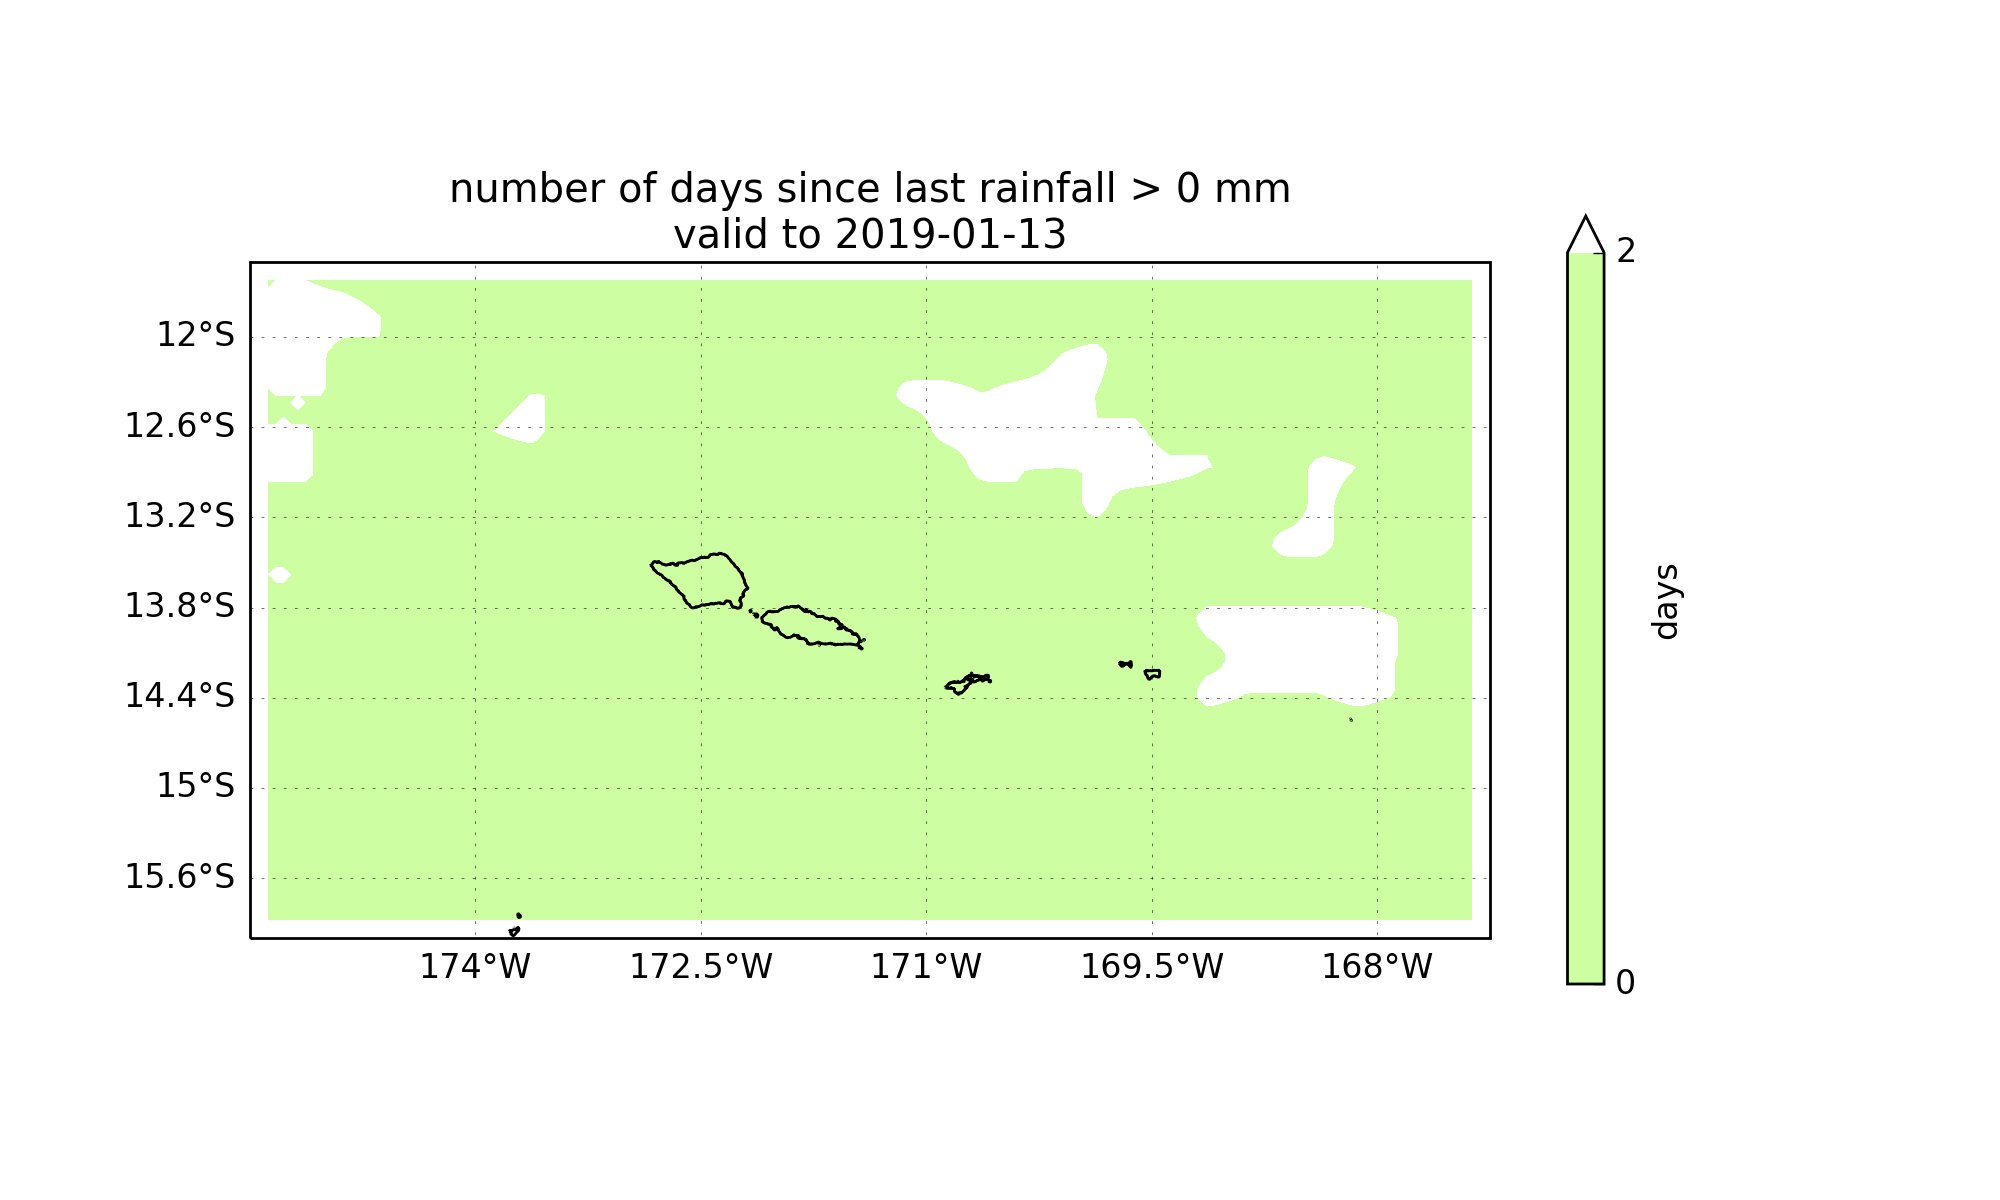 number of days since last rainfall > 0 mm
valid to 2019-01-13
2
12°S
12.6°S
13.2°S
13.8°S
14.4°S
15°S
15.6°S
days
174°W
172.5°W
171°W
169.5°W
168°W
0